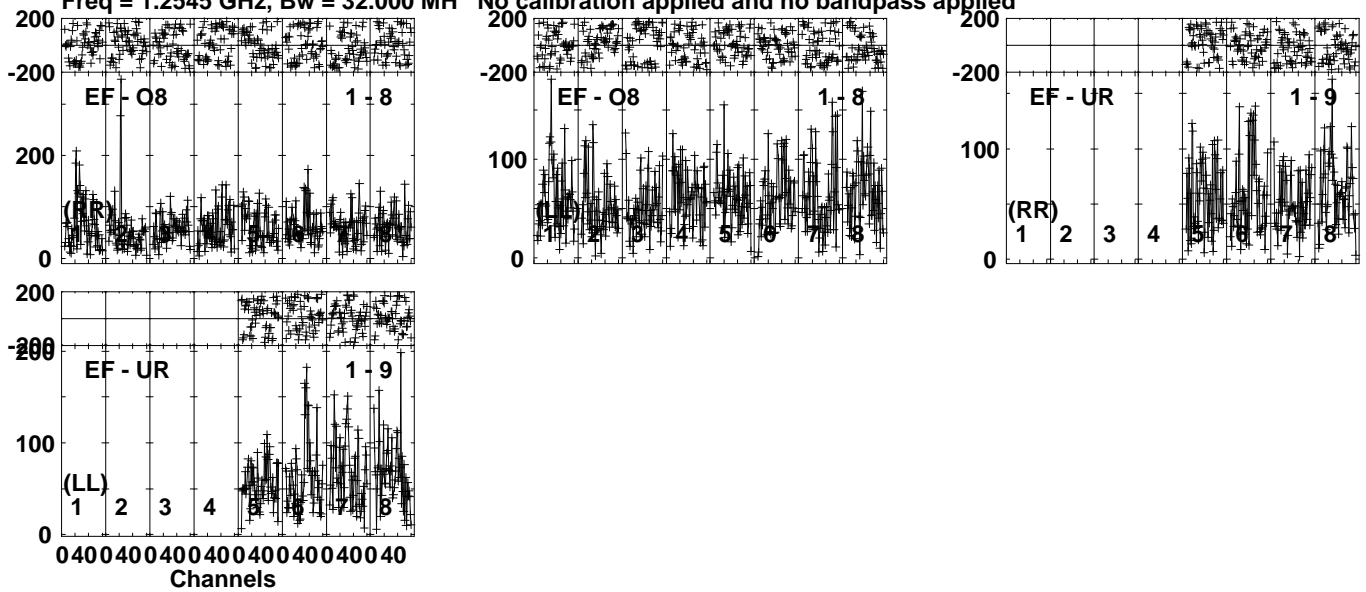 Freq = 1.2545 GHz, Bw = 32.000 MH No calibration applied and no bandpass applied
200
-200
EF - O8 1 - 8
200
(RR)
1 2 3 4 5 6 7 8
0
200
-200
EF - O8 1 - 8
100
(LL)
1 2 3 4 5 6 7 8
0
200
-200
EF - UR 1 - 9
100
(RR)
1 2 3 4 5 6 7 8
0
200
-200
200
EF - UR 1 - 9
100
(LL)
1 2 3 4 5 6 7 8
0
0 40 0 40 0 40 0 40 0 40 0 40 0 40 0 40
Channels